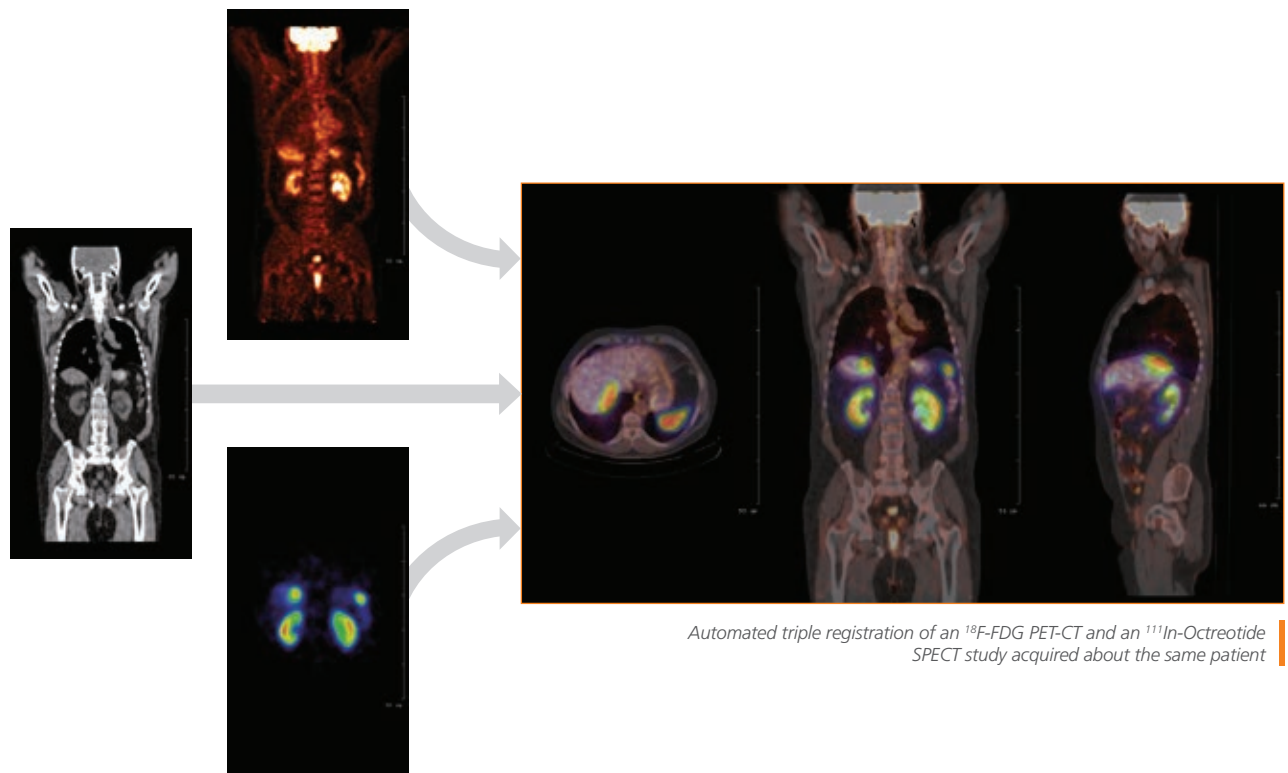 Automated triple registration of an ¹⁸F-FDG PET-CT and an ¹¹¹In-Octreotide
SPECT study acquired about the same patient